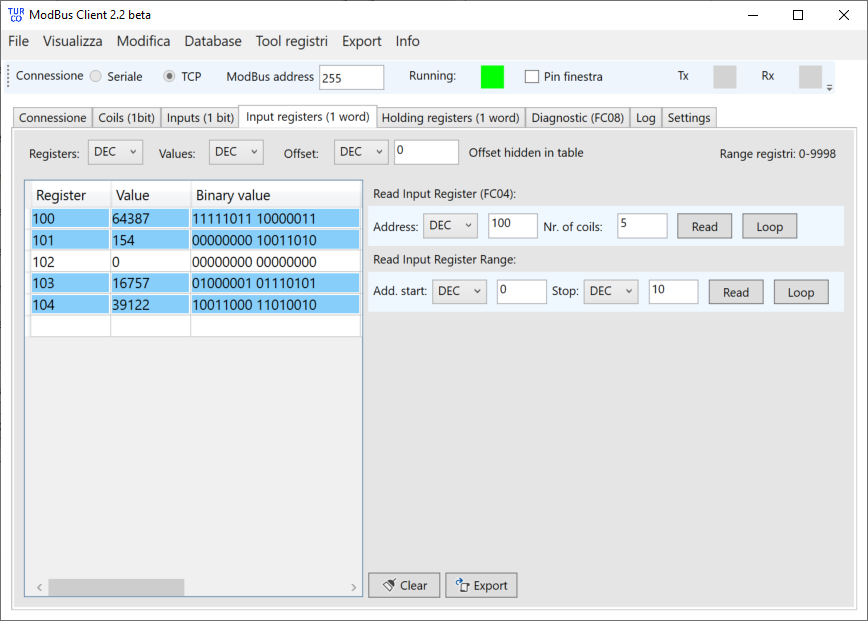 TUR
CO ModBus Client 2.2 beta
File Visualizza Modifica Database Tool registri Export Info
Connessione Seriale TCP ModBus address 255 Running: Pin finestra Tx Rx
Connessione Coils (1bit) Inputs (1 bit) Input registers (1 word) Holding registers (1 word) Diagnostic (FC08) Log Settings
Registers: DEC Values: DEC Offset: DEC 0 Offset hidden in table Range registri: 0-9998
Register Value Binary value
100 64387 11111011 10000011
101 154 00000000 10011010
102 0 00000000 00000000
103 16757 01000001 01110101
104 39122 10011000 11010010
Read Input Register (FC04):
Address: DEC 100 Nr. of coils: 5 Read Loop
Read Input Register Range:
Add. start: DEC 0 Stop: DEC 10 Read Loop
Clear Export